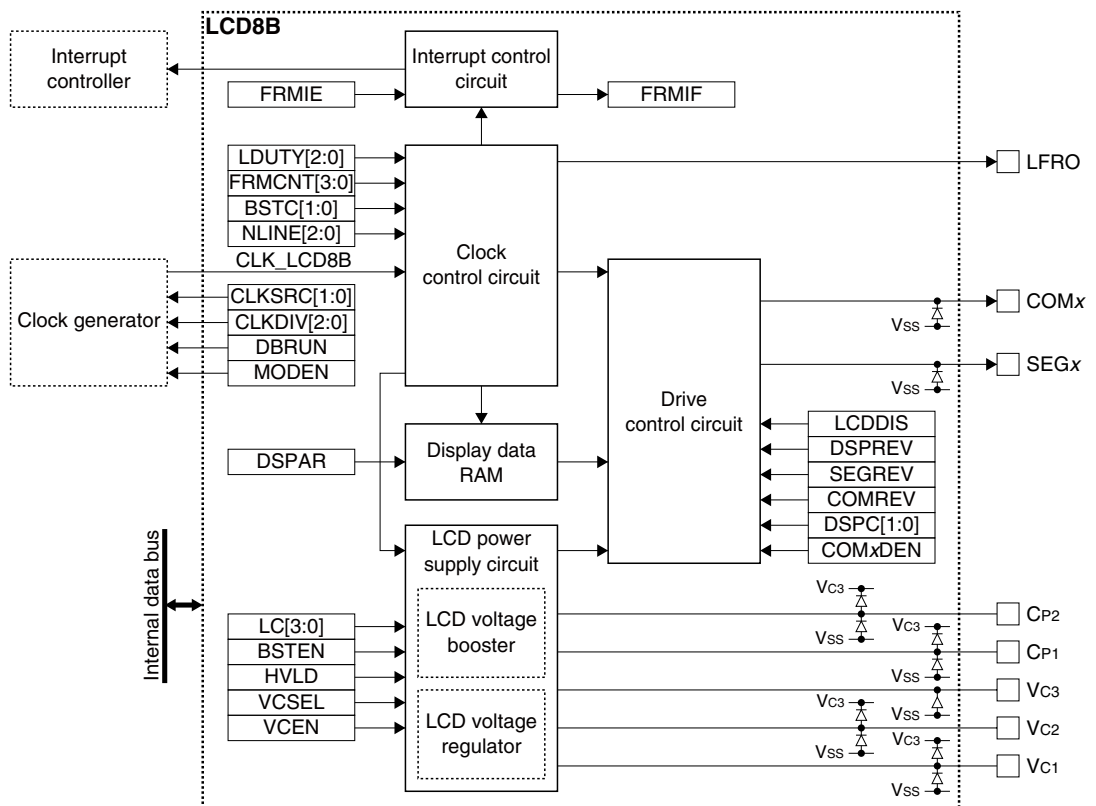 LCD8B
Interrupt
controller
Interrupt control
circuit
FRMIE
FRMIF
LDUTY[2:0]
FRMCNT[3:0]
BSTC[1:0]
NLINE[2:0]
CLK_LCD8B
Clock
control circuit
LFRO
Clock generator
CLKSRC[1:0]
CLKDIV[2:0]
DBRUN
MODEN
COMx
VSS
SEGx
VSS
Drive
control circuit
LCDDIS
DSPREV
SEGREV
COMREV
DSPC[1:0]
COMxDEN
DSPAR
Display data
RAM
Internal data bus
LCD power
supply circuit
LCD voltage
booster
LCD voltage
regulator
LC[3:0]
BSTEN
HVLD
VCSEL
VCEN
VC3
VSS
CP2
VC3
VSS
CP1
VC3
VSS
VC3
VSS
VC2
VC3
VSS
VC1